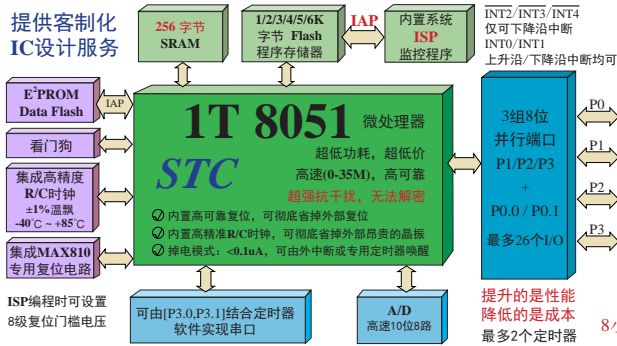 提供客制化
IC设计服务
256 字节
SRAM
1/2/3/4/5/6K
字节 Flash
程序存储器
IAP
内置系统
ISP
监控程序
INT2/INT3/INT4
仅可下降沿中断
INT0/INT1
上升沿/下降沿中断均可
E²PROM
Data Flash
IAP
看门狗
集成高精度
R/C时钟
±1%温飘
-40℃ ~ +85℃
集成MAX810
专用复位电路
ISP编程时可设置
8级复位门槛电压
1T 8051 微处理器
STC
超低功耗，超低价
高速(0-35M)，高可靠
超强抗干扰，无法解密
内置高可靠复位，可彻底省掉外部复位
内置高精准R/C时钟，可彻底省掉外部昂贵的晶振
掉电模式：<0.1uA，可由外中断或专用定时器唤醒
3组8位
并行端口
P1/P2/P3
+
P0.0 / P0.1
最多26个I/O
P0
P1
P2
P3
可由[P3.0,P3.1]结合定时器
软件实现串口
A/D
高速10位8路
提升的是性能
降低的是成本
最多2个定时器
8